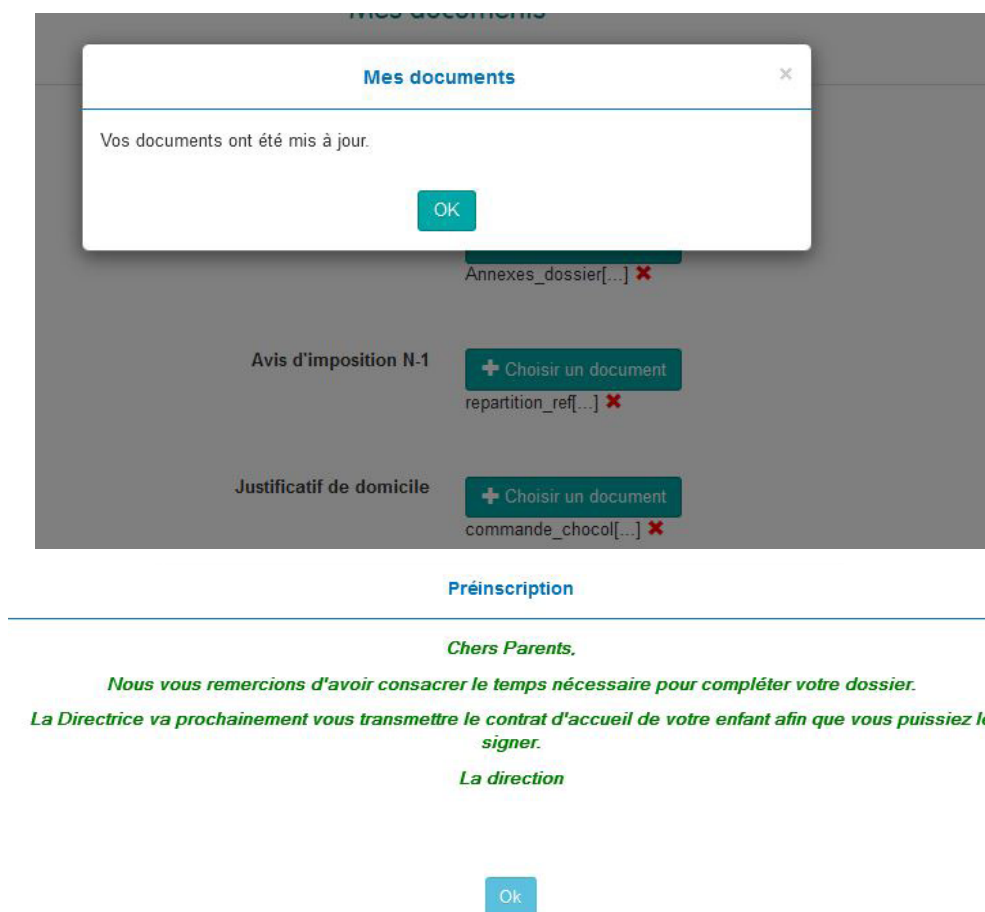 Mes documents
Mes documents ×
Vos documents ont été mis à jour.
OK
Annexes_dossier[...] ✖
Avis d'imposition N-1
+ Choisir un document
repartition_ref[...] ✖
Justificatif de domicile
+ Choisir un document
commande_chocol[...] ✖
Préinscription
Chers Parents,
Nous vous remercions d'avoir consacrer le temps nécessaire pour compléter votre dossier.
La Directrice va prochainement vous transmettre le contrat d'accueil de votre enfant afin que vous puissiez le
signer.
La direction
Ok